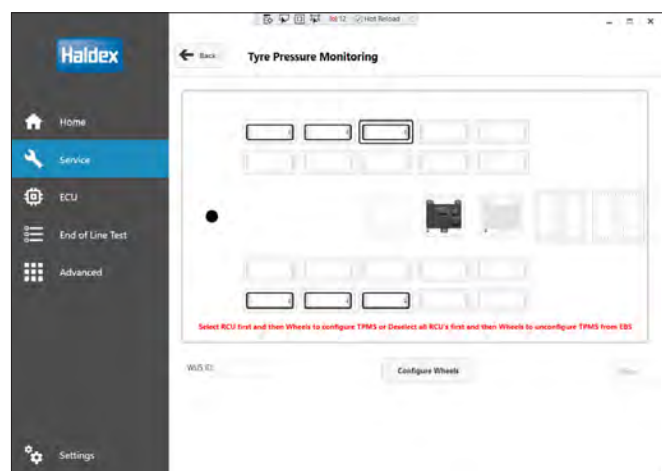 12 Hot Reload
Haldex
Back
Tyre Pressure Monitoring
Home
Service
ECU
End of Line Test
Advanced
Select RCU first and then Wheels to configure TPMS or Deselect all RCU's first and then Wheels to unconfigure TPMS from EBS
Configure Wheels
Settings